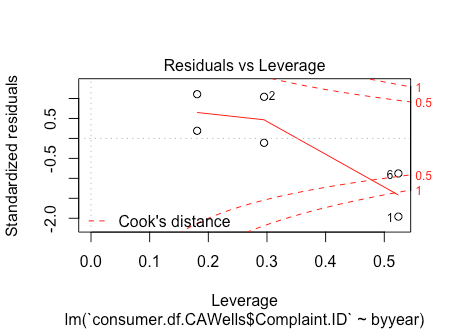 Residuals vs Leverage
Standardized residuals
0.5
-0.5
-2.0
2
6
1
1
0.5
0.5
1
Cook's distance
0.0 0.1 0.2 0.3 0.4 0.5
Leverage
lm(`consumer.df.CAWells$Complaint.ID` ~ byyear)